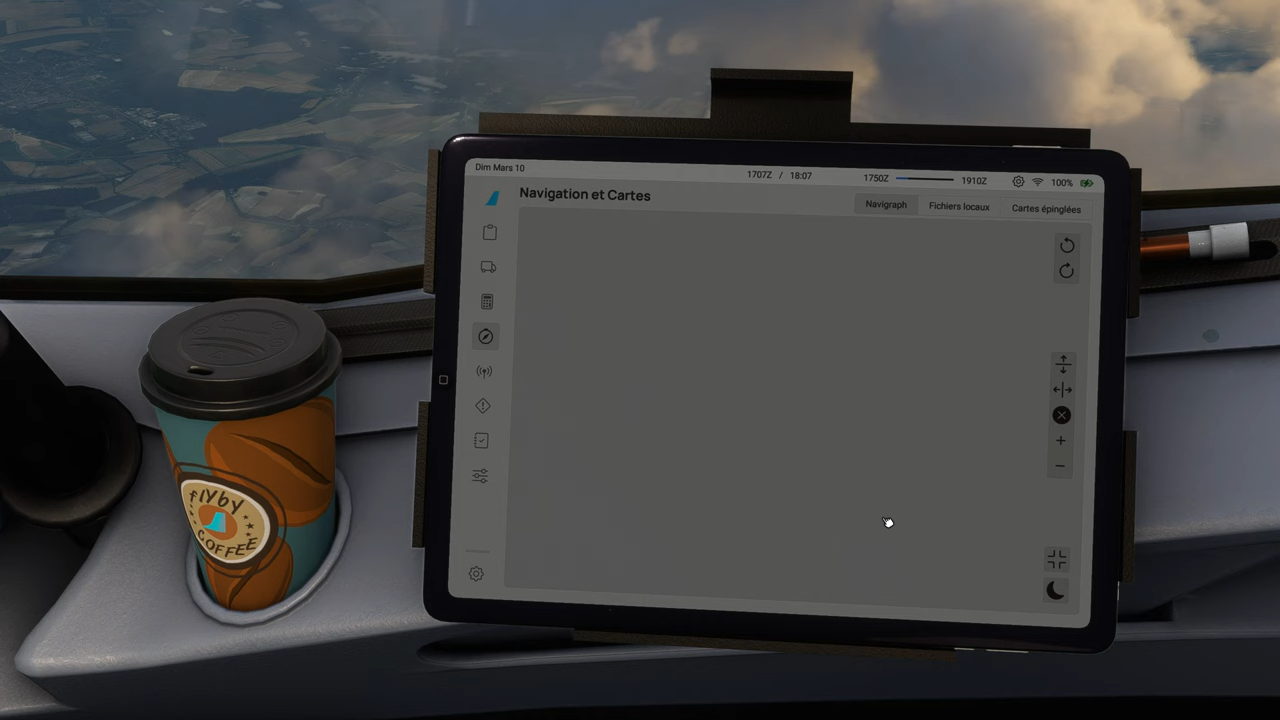 Dim Mars 10
1707Z / 18:07
1750Z
1910Z
100%
Navigation et Cartes
Navigraph
Fichiers locaux
Cartes épinglées
flyby
COFFEE